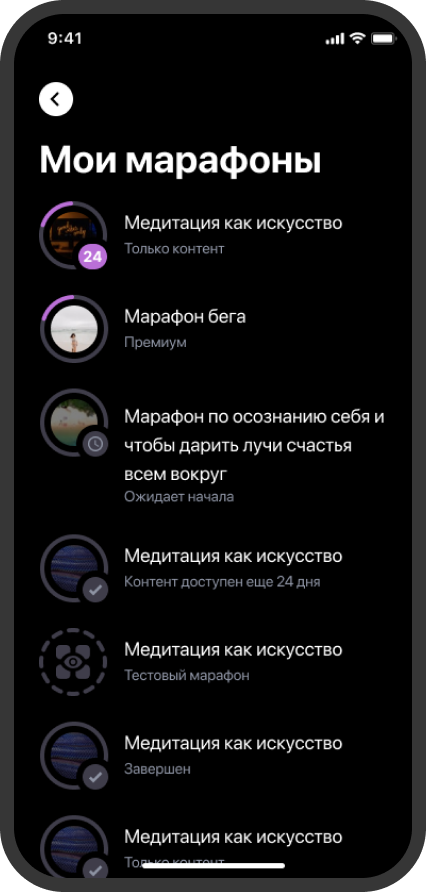 9:41
Мои марафоны
Медитация как искусство
Только контент
24
Марафон бега
Премиум
Марафон по осознанию себя и
чтобы дарить лучи счастья
всем вокруг
Ожидает начала
Медитация как искусство
Контент доступен еще 24 дня
Медитация как искусство
Тестовый марафон
Медитация как искусство
Завершен
Медитация как искусство
Только контент